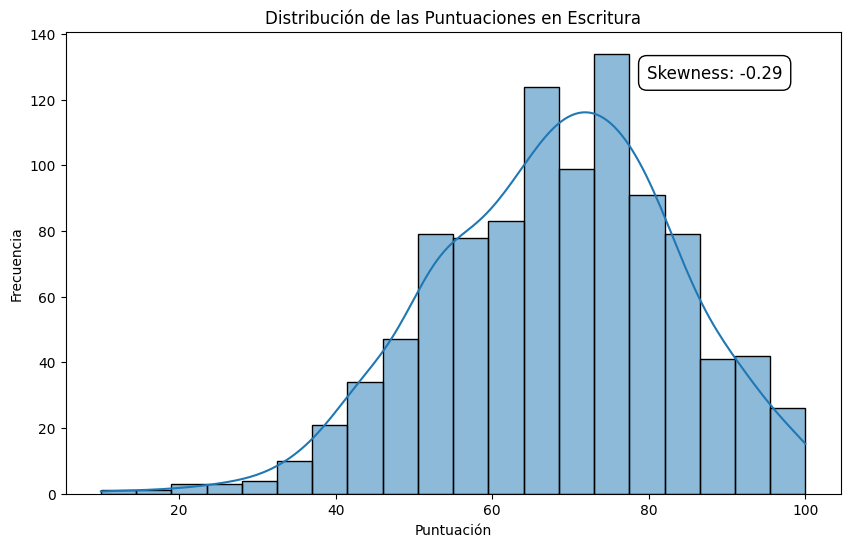 Distribución de las Puntuaciones en Escritura
Skewness: -0.29
Frecuencia
140
120
100
80
60
40
20
0
20 40 60 80 100
Puntuación